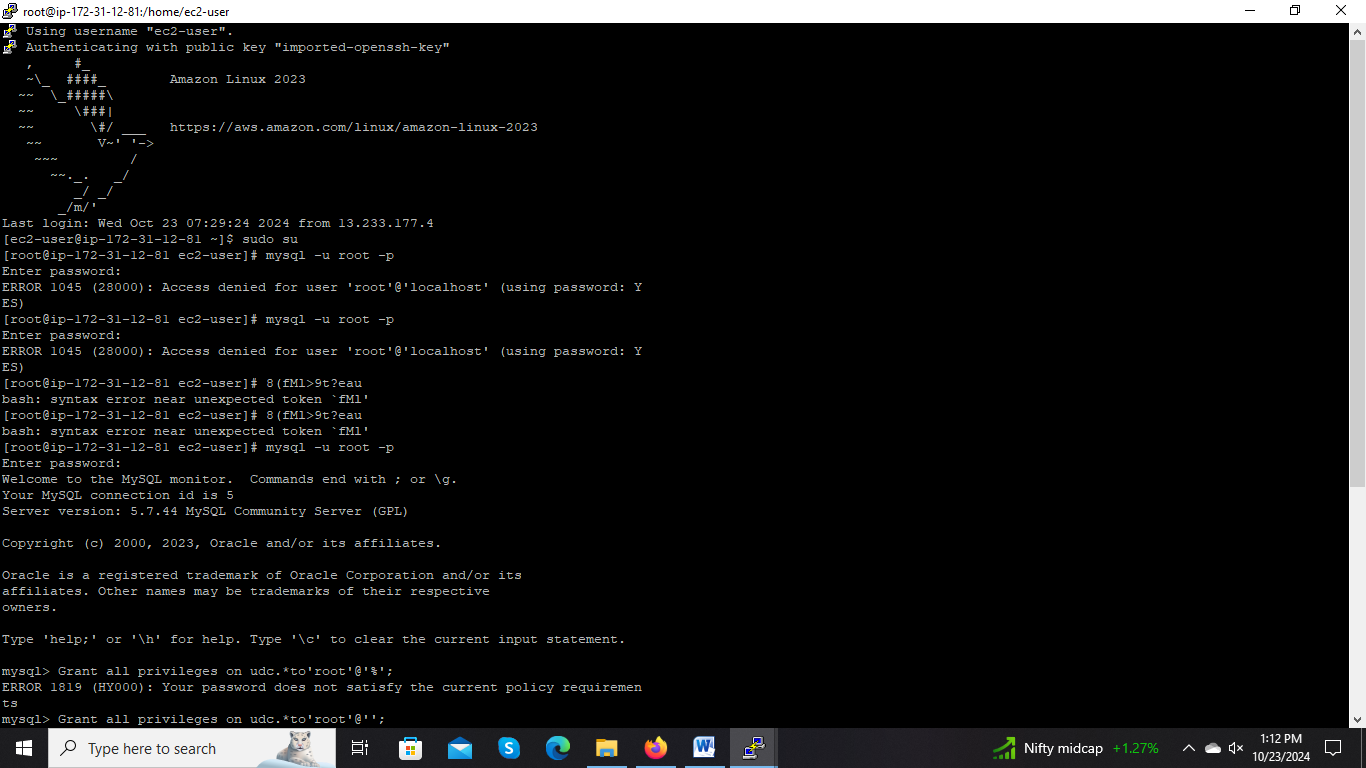 root@ip-172-31-12-81:/home/ec2-user
Using username "ec2-user".
Authenticating with public key "imported-openssh-key"
   ,     #_
   ~\_  ####_        Amazon Linux 2023
  ~~  \_#####\
  ~~     \###|
  ~~       \#/ ___   https://aws.amazon.com/linux/amazon-linux-2023
   ~~       V~' '->
    ~~~         /
      ~~._.   _/
         _/ _/
       _/m/'
Last login: Wed Oct 23 07:29:24 2024 from 13.233.177.4
[ec2-user@ip-172-31-12-81 ~]$ sudo su
[root@ip-172-31-12-81 ec2-user]# mysql -u root -p
Enter password:
ERROR 1045 (28000): Access denied for user 'root'@'localhost' (using password: Y
ES)
[root@ip-172-31-12-81 ec2-user]# mysql -u root -p
Enter password:
ERROR 1045 (28000): Access denied for user 'root'@'localhost' (using password: Y
ES)
[root@ip-172-31-12-81 ec2-user]# 8(fMl>9t?eau
bash: syntax error near unexpected token `fMl'
[root@ip-172-31-12-81 ec2-user]# 8(fMl>9t?eau
bash: syntax error near unexpected token `fMl'
[root@ip-172-31-12-81 ec2-user]# mysql -u root -p
Enter password:
Welcome to the MySQL monitor.  Commands end with ; or \g.
Your MySQL connection id is 5
Server version: 5.7.44 MySQL Community Server (GPL)
Copyright (c) 2000, 2023, Oracle and/or its affiliates.
Oracle is a registered trademark of Oracle Corporation and/or its
affiliates. Other names may be trademarks of their respective
owners.
Type 'help;' or '\h' for help. Type '\c' to clear the current input statement.
mysql> Grant all privileges on udc.*to'root'@'%';
ERROR 1819 (HY000): Your password does not satisfy the current policy requiremen
ts
mysql> Grant all privileges on udc.*to'root'@'';
Type here to search
Nifty midcap +1.27%
1:12 PM
10/23/2024